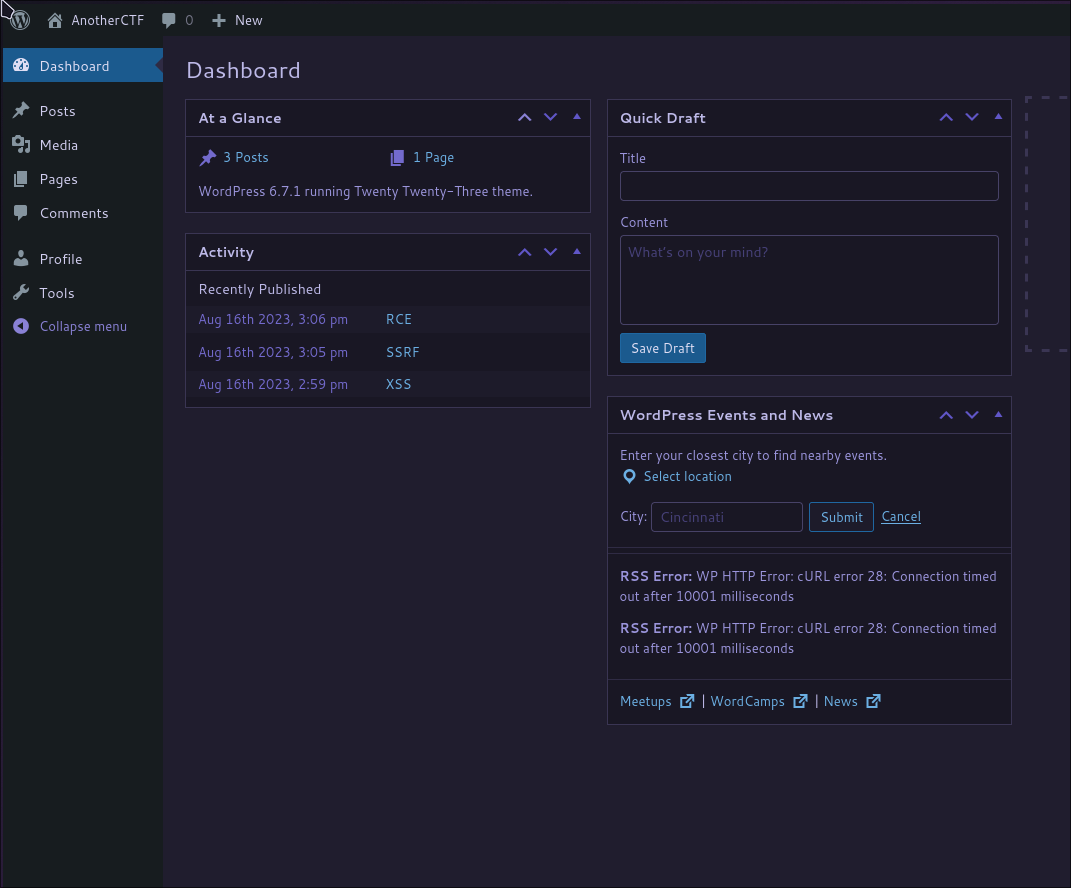 AnotherCTF 0 New
Dashboard
Posts
Media
Pages
Comments
Profile
Tools
Collapse menu
Dashboard
At a Glance
3 Posts 1 Page
WordPress 6.7.1 running Twenty Twenty-Three theme.
Activity
Recently Published
Aug 16th 2023, 3:06 pm RCE
Aug 16th 2023, 3:05 pm SSRF
Aug 16th 2023, 2:59 pm XSS
Quick Draft
Title
Content
What's on your mind?
Save Draft
WordPress Events and News
Enter your closest city to find nearby events.
Select location
City: Cincinnati Submit Cancel
RSS Error: WP HTTP Error: cURL error 28: Connection timed
out after 10001 milliseconds
RSS Error: WP HTTP Error: cURL error 28: Connection timed
out after 10001 milliseconds
Meetups | WordCamps | News